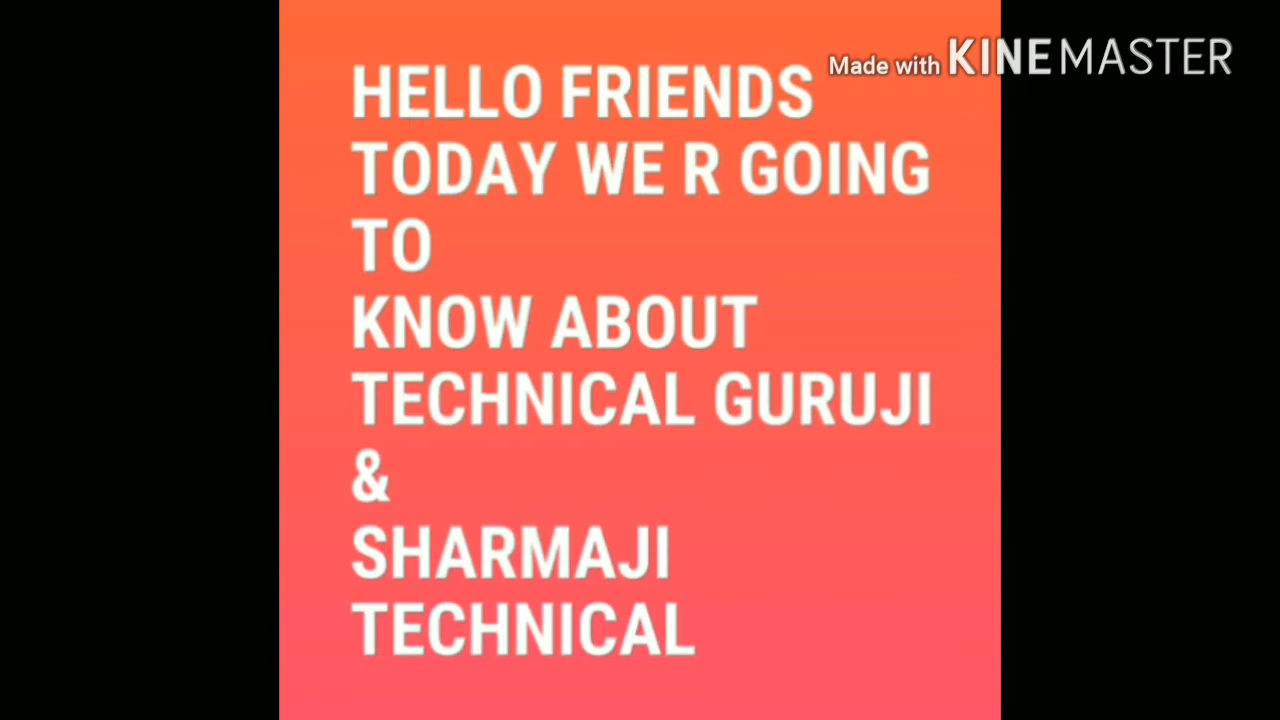 Made with KINEMASTER
HELLO FRIENDS
TODAY WE R GOING
TO
KNOW ABOUT
TECHNICAL GURUJI
&
SHARMAJI
TECHNICAL